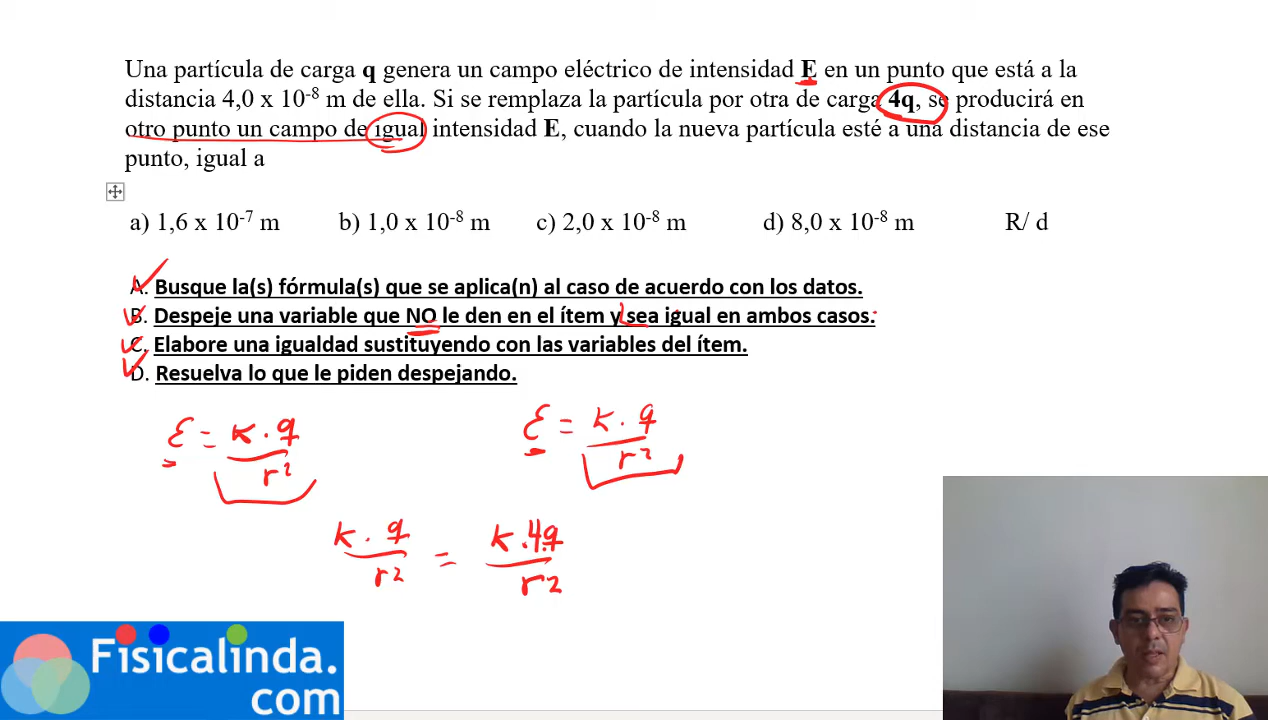 Una partícula de carga q genera un campo eléctrico de intensidad E en un punto que está a la
distancia 4,0 x 10⁻⁸ m de ella. Si se remplaza la partícula por otra de carga 4q, se producirá en
otro punto un campo de igual intensidad E, cuando la nueva partícula esté a una distancia de ese
punto, igual a
a) 1,6 x 10⁻⁷ m b) 1,0 x 10⁻⁸ m c) 2,0 x 10⁻⁸ m d) 8,0 x 10⁻⁸ m R/ d
A. Busque la(s) fórmula(s) que se aplica(n) al caso de acuerdo con los datos.
B. Despeje una variable que NO le den en el ítem y sea igual en ambos casos.
C. Elabore una igualdad sustituyendo con las variables del ítem.
D. Resuelva lo que le piden despejando.
E = k . q / r² E = k . q / r²
k . q / r² = k . 4q / r²
Fisicalinda.
com